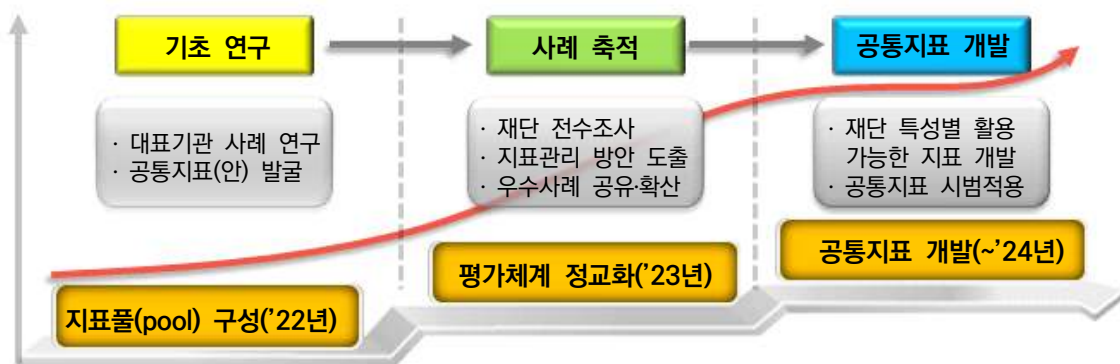 기초 연구
사례 축적
공통지표 개발
· 대표기관 사례 연구
· 공통지표(안) 발굴
· 재단 전수조사
· 지표관리 방안 도출
· 우수사례 공유·확산
· 재단 특성별 활용
가능한 지표 개발
· 공통지표 시범적용
지표풀(pool) 구성(’22년)
평가체계 정교화(’23년)
공통지표 개발(~’24년)